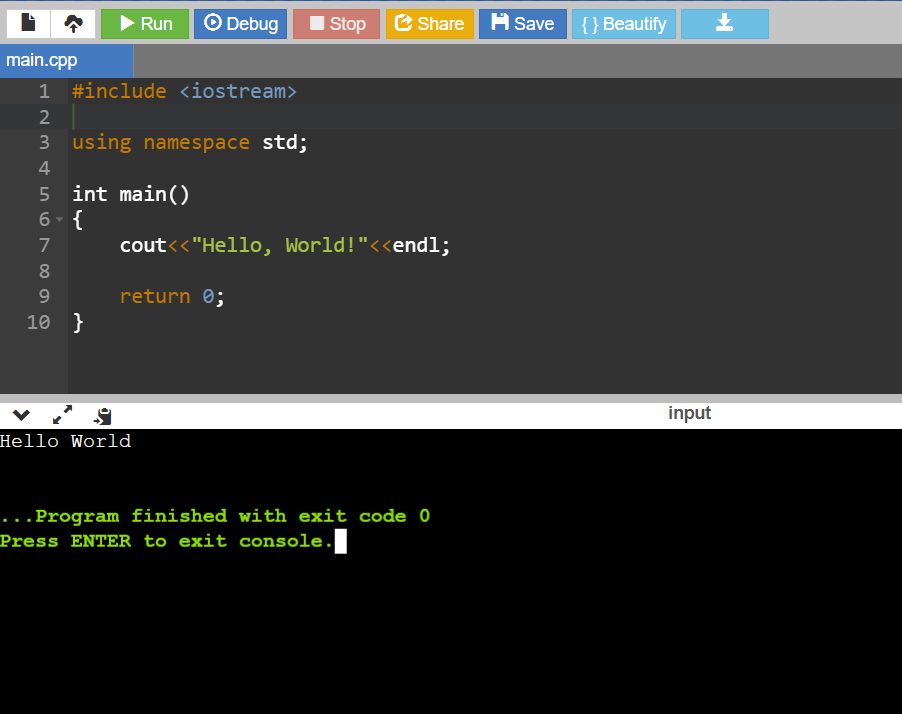 Run Debug Stop Share Save { } Beautify
main.cpp
1 #include <iostream>
2
3 using namespace std;
4
5 int main()
6 {
7     cout<<"Hello, World!"<<endl;
8
9     return 0;
10 }
input
Hello World
...Program finished with exit code 0
Press ENTER to exit console.